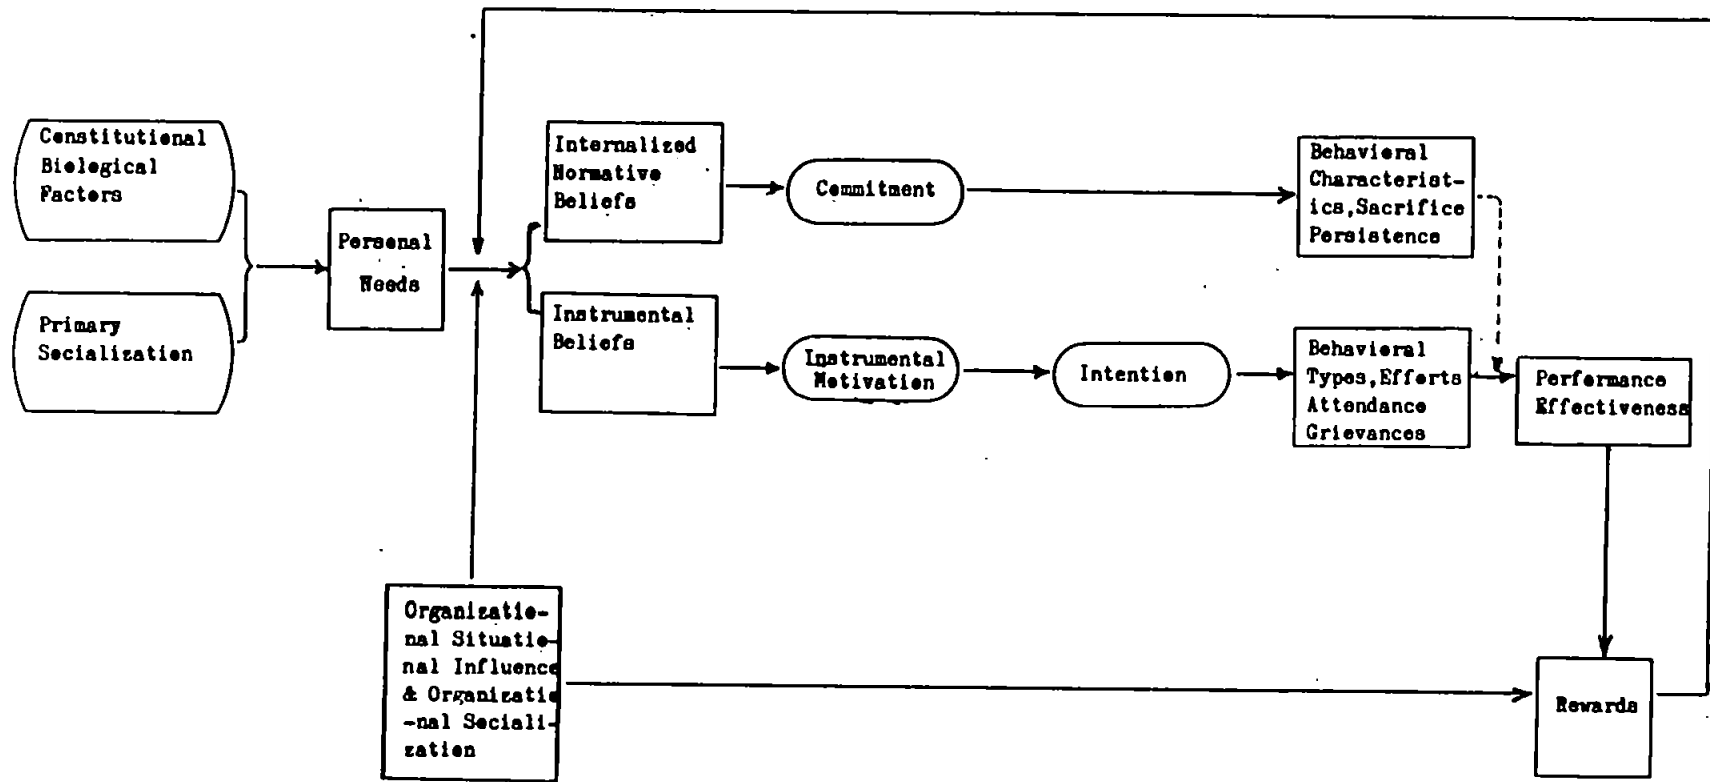 Constitutional
Biological
Factors
Primary
Socialization
Personal
Needs
Internalized
Normative
Beliefs
Instrumental
Beliefs
Commitment
Instrumental
Motivation
Intention
Behavioral
Characterist-
ics,Sacrifice
Persistence
Behavioral
Types,Efforts
Attendance
Grievances
Performance
Effectiveness
Organizatio-
nal Situatio-
nal Influence
& Organizatio
-nal Sociali-
zation
Rewards